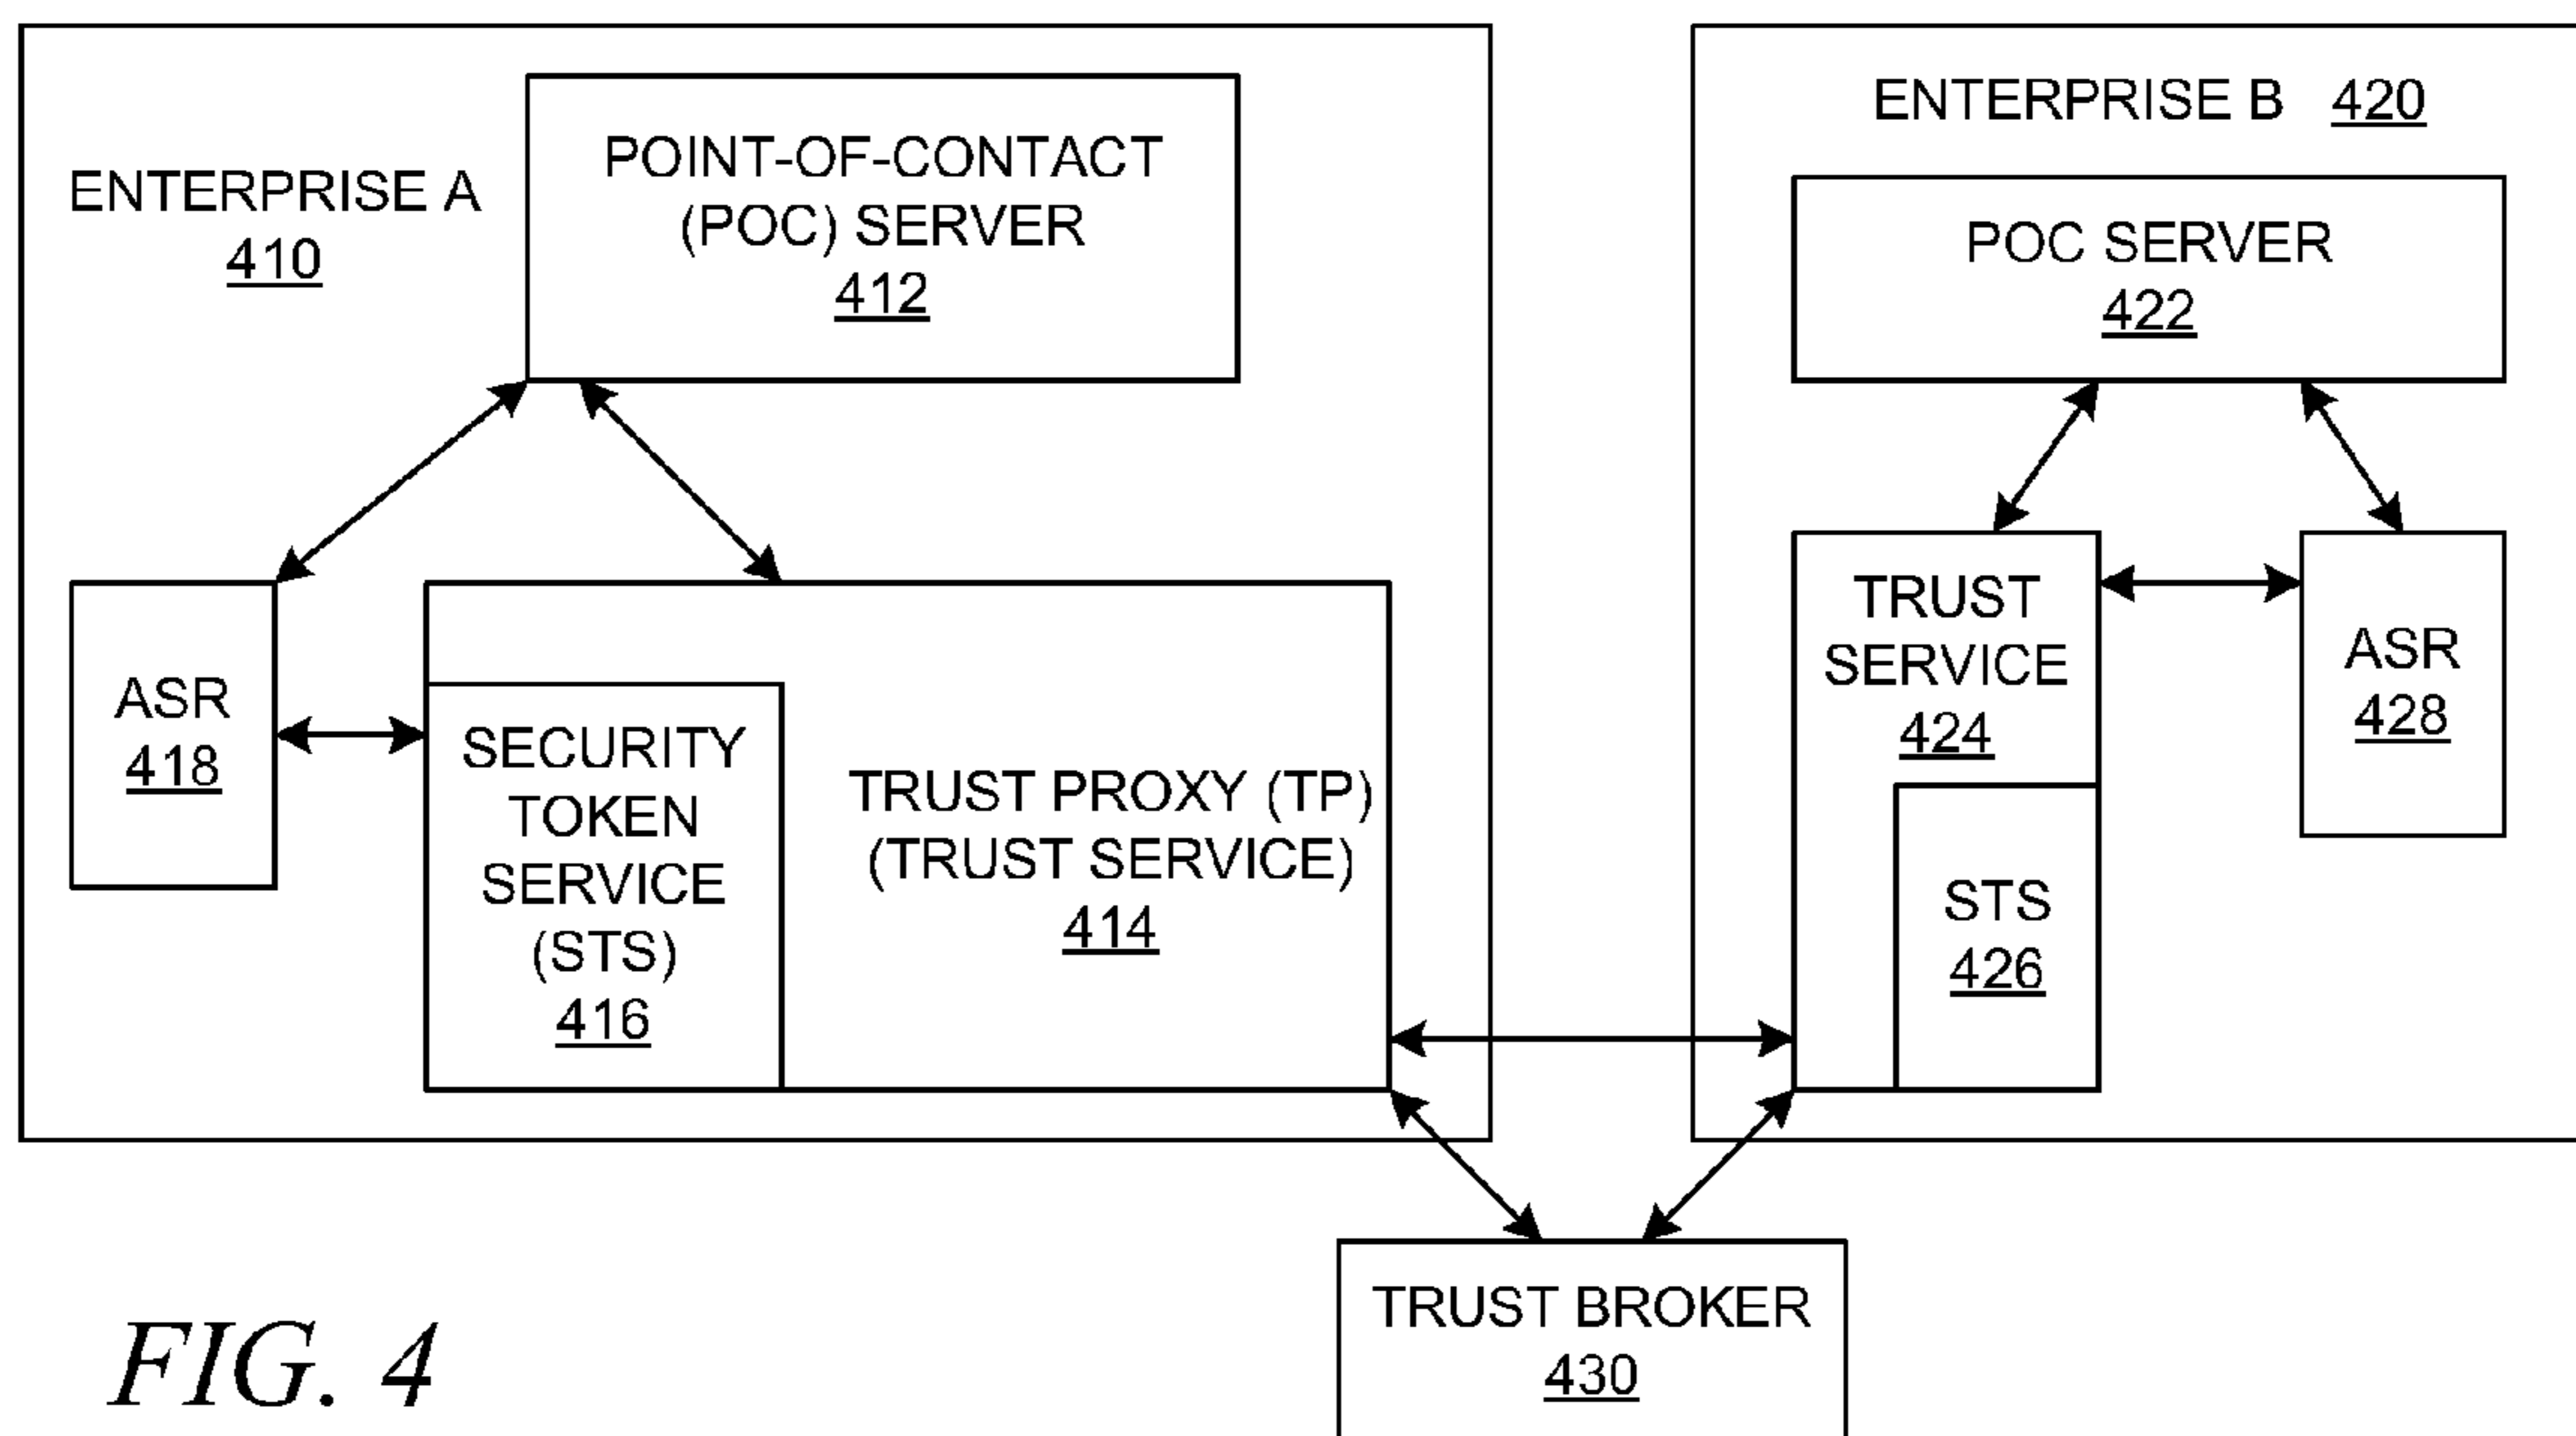 ENTERPRISE A
410
POINT-OF-CONTACT
(POC) SERVER
412
ASR
418
SECURITY
TOKEN
SERVICE
(STS)
416
TRUST PROXY (TP)
(TRUST SERVICE)
414
ENTERPRISE B 420
POC SERVER
422
TRUST
SERVICE
424
STS
426
ASR
428
TRUST BROKER
430
FIG. 4